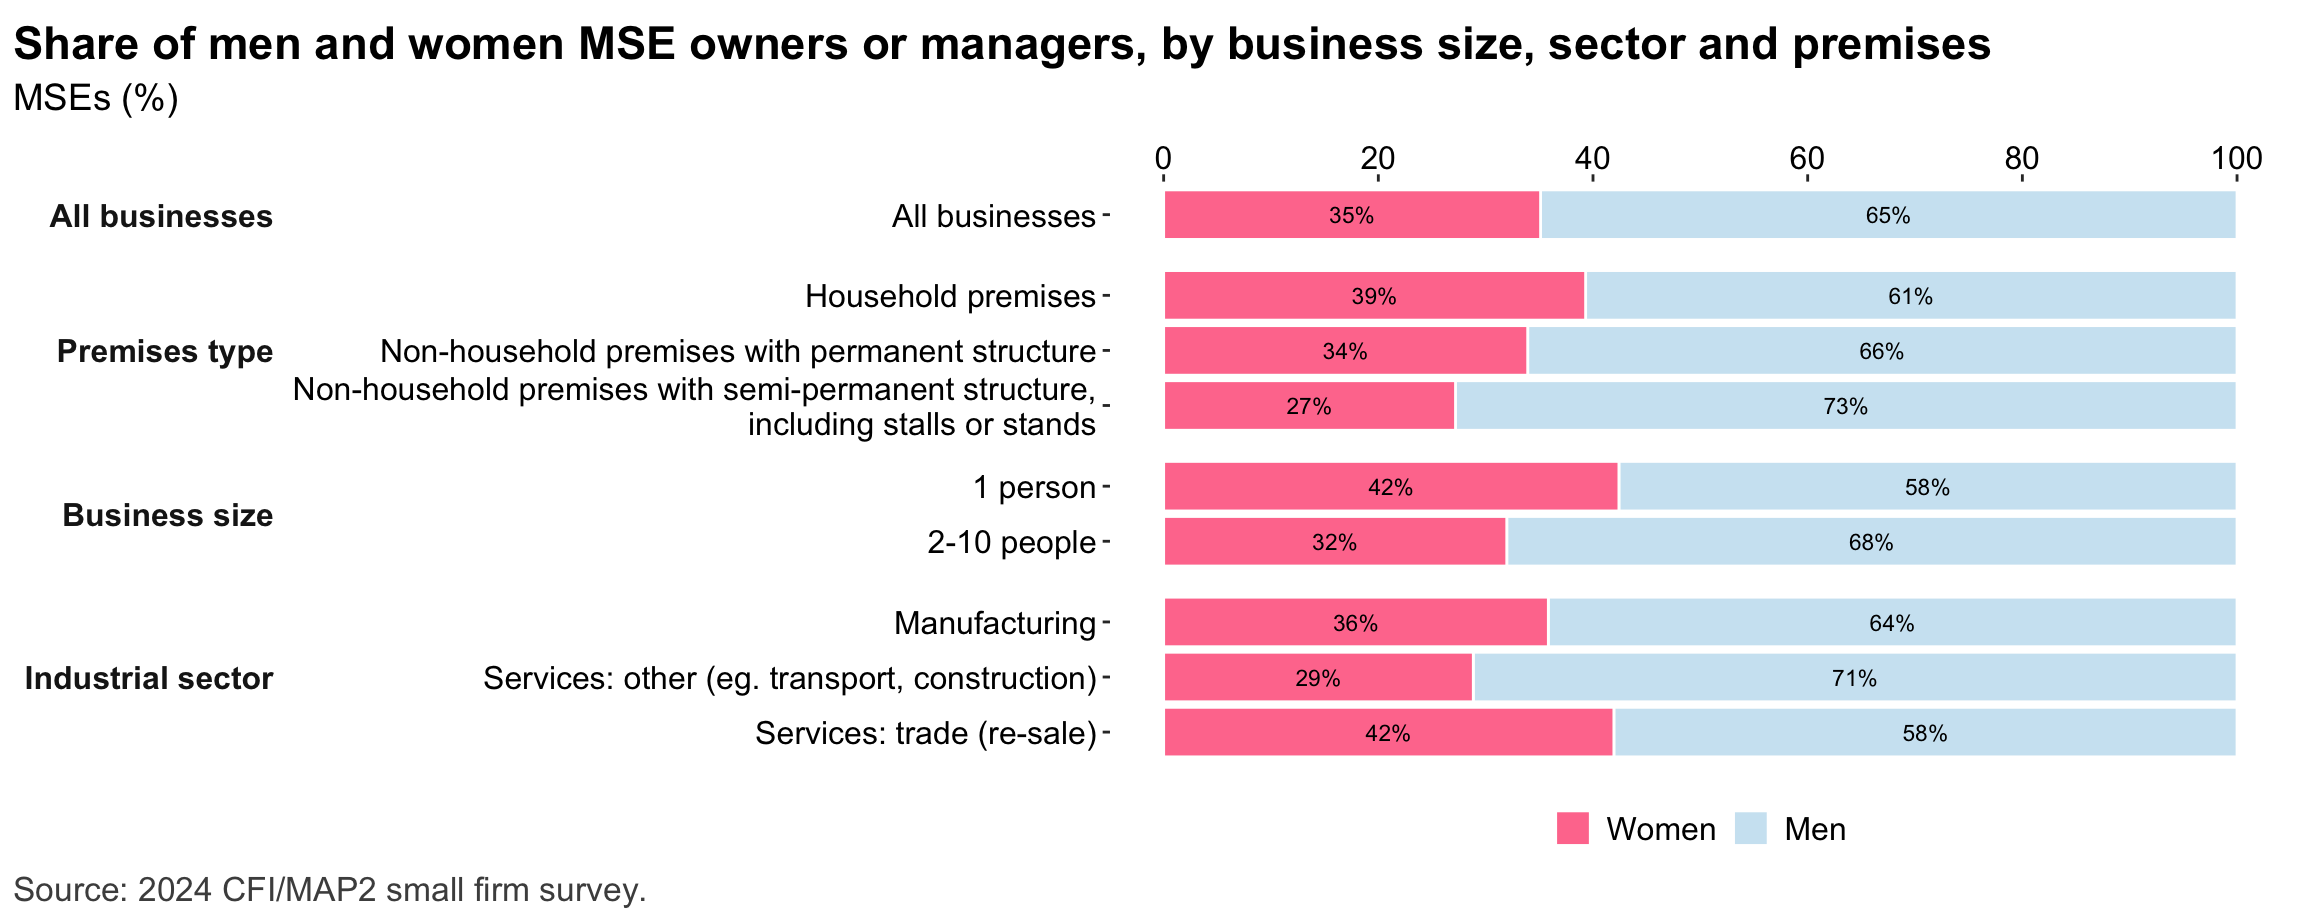 Share of men and women MSE owners or managers, by business size, sector and premises
MSEs (%)
0 20 40 60 80 100
All businesses All businesses 35% 65%
Household premises 39% 61%
Premises type Non-household premises with permanent structure 34% 66%
Non-household premises with semi-permanent structure,
including stalls or stands 27% 73%
1 person 42% 58%
Business size
2-10 people 32% 68%
Manufacturing 36% 64%
Industrial sector Services: other (eg. transport, construction) 29% 71%
Services: trade (re-sale) 42% 58%
Women Men
Source: 2024 CFI/MAP2 small firm survey.